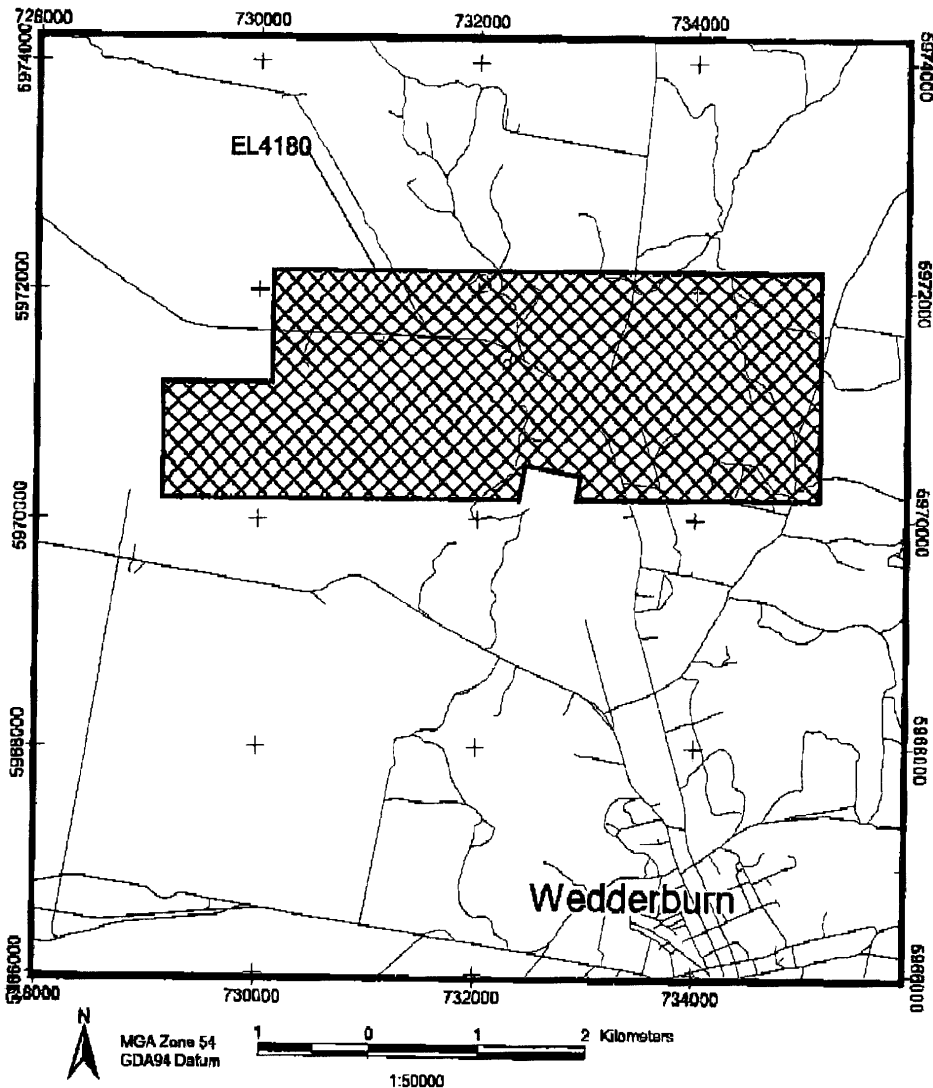 728000 730000 732000 734000
5974000 5974000
EL4180
5972000 5972000
5970000 5970000
5968000 5968000
Wedderburn
5966000 5966000
728000 730000 732000 734000
N
MGA Zone 54
GDA94 Datum
1 0 1 2 Kilometers
1:50000